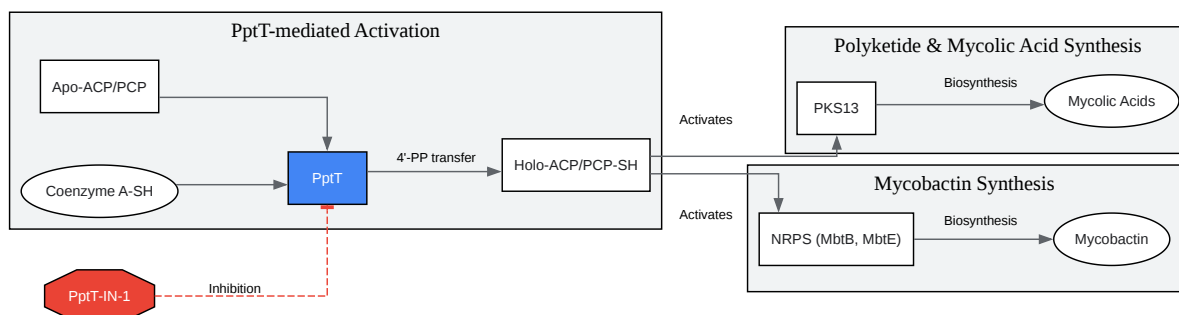 PptT-mediated Activation
Polyketide & Mycolic Acid Synthesis
Apo-ACP/PCP
Biosynthesis
PKS13
Mycolic Acids
Activates
4'-PP transfer
PptT
Holo-ACP/PCP-SH
Coenzyme A-SH
Mycobactin Synthesis
Activates
Biosynthesis
NRPS (MbtB, MbtE)
Mycobactin
PptT-IN-1
Inhibition